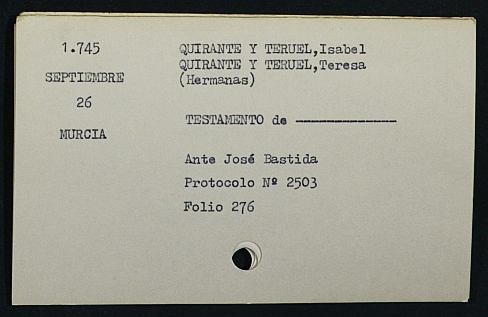 1.745
SEPTIEMBRE
26
MURCIA
QUIRANTE Y TERUEL,Isabel
QUIRANTE Y TERUEL,Teresa
(Hermanas)
TESTAMENTO de -------------
Ante José Bastida
Protocolo Nº 2503
Folio 276